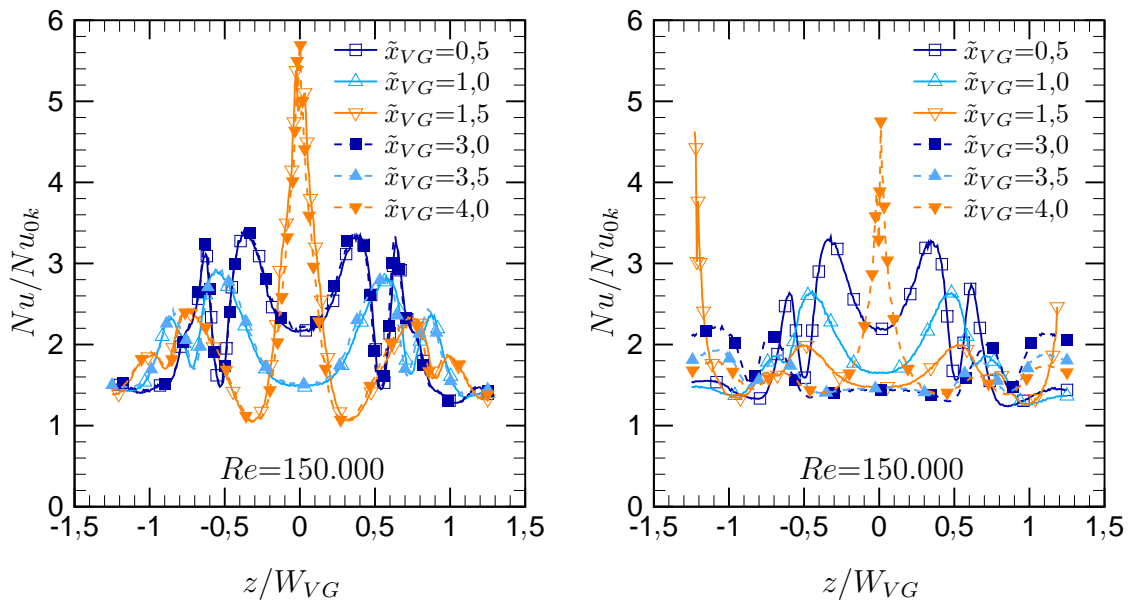 Nu/Nu0k
6
5
4
3
2
1
0
-1,5 -1 -0,5 0 0,5 1 1,5
z/WVG
x̃VG=0,5
x̃VG=1,0
x̃VG=1,5
x̃VG=3,0
x̃VG=3,5
x̃VG=4,0
Re=150.000
Nu/Nu0k
6
5
4
3
2
1
0
-1,5 -1 -0,5 0 0,5 1 1,5
z/WVG
x̃VG=0,5
x̃VG=1,0
x̃VG=1,5
x̃VG=3,0
x̃VG=3,5
x̃VG=4,0
Re=150.000